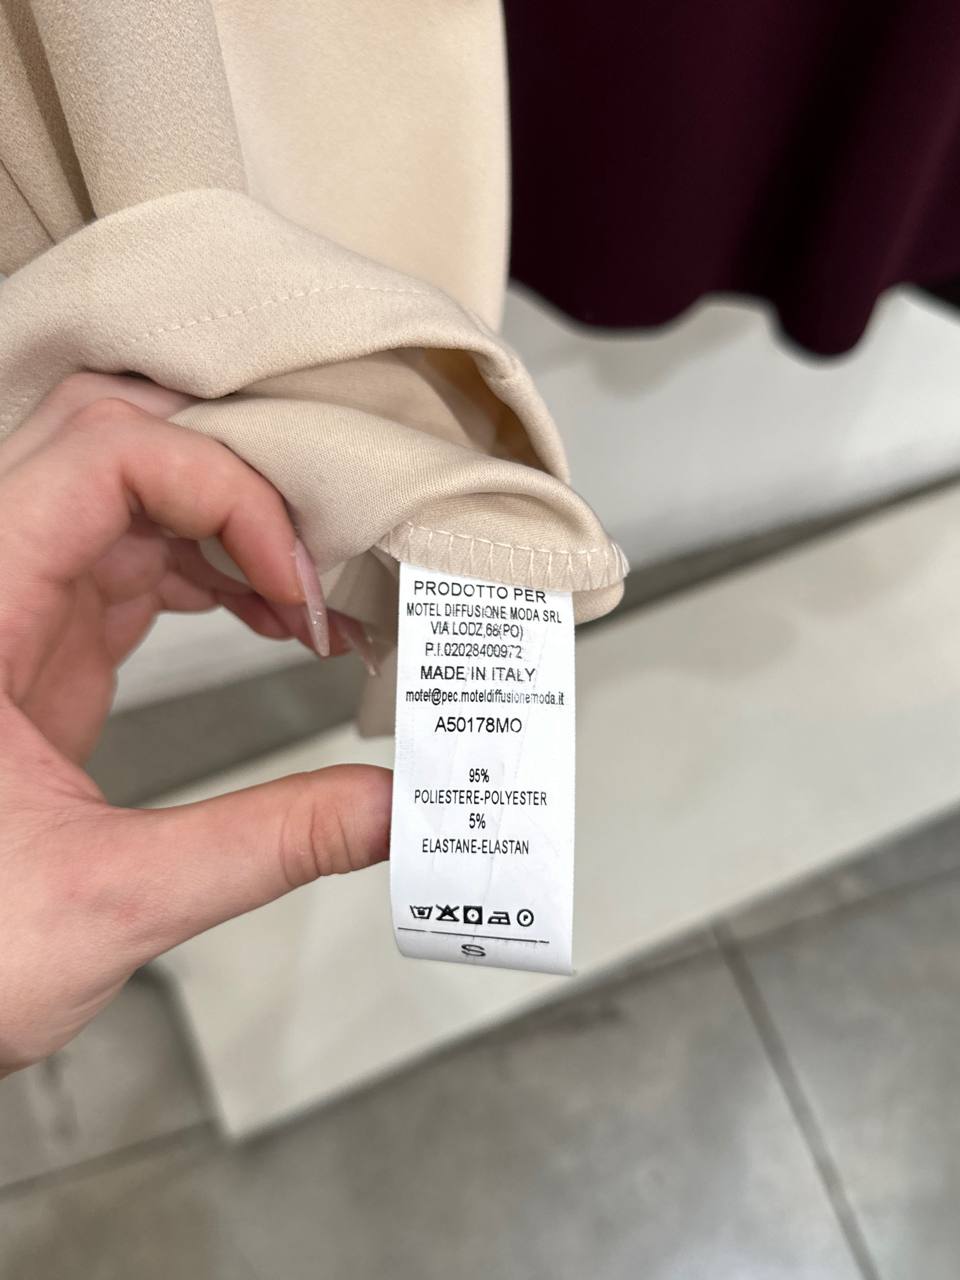 PRODOTTO PER
MOTEL DIFFUSIONE MODA SRL
VIA LODZ,66(PO)
P.I.02028400972
MADE IN ITALY
motel@pec.moteldiffusionemoda.it
A50178MO
95%
POLIESTERE-POLYESTER
5%
ELASTANE-ELASTAN
S